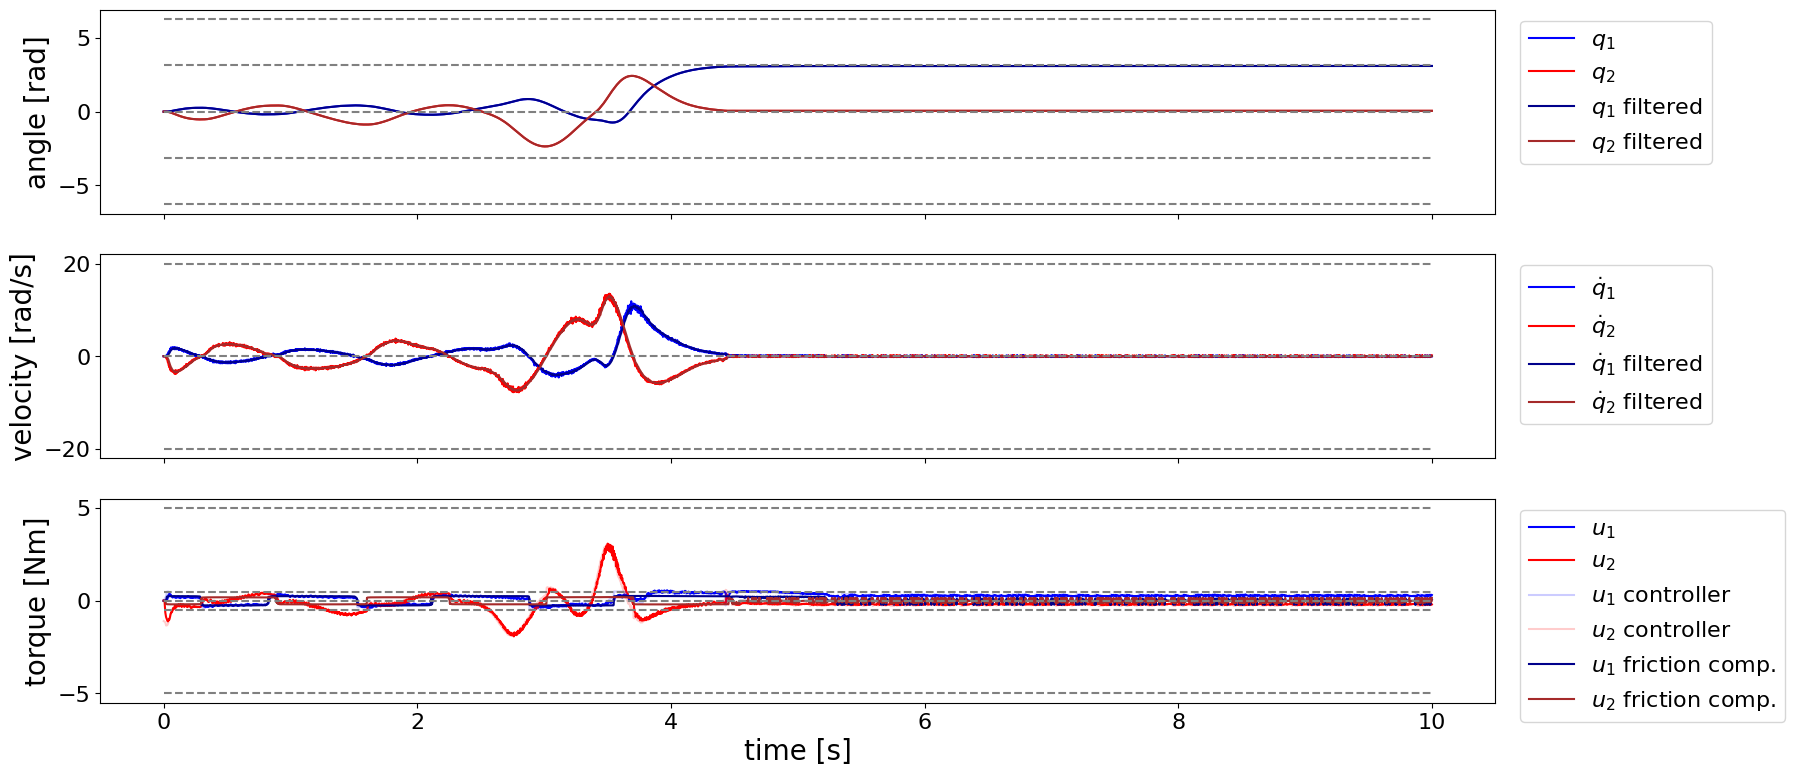 angle [rad]
5
0
−5
q₁
q₂
q₁ filtered
q₂ filtered
velocity [rad/s]
20
0
−20
q̇₁
q̇₂
q̇₁ filtered
q̇₂ filtered
torque [Nm]
5
0
−5
u₁
u₂
u₁ controller
u₂ controller
u₁ friction comp.
u₂ friction comp.
0 2 4 6 8 10
time [s]